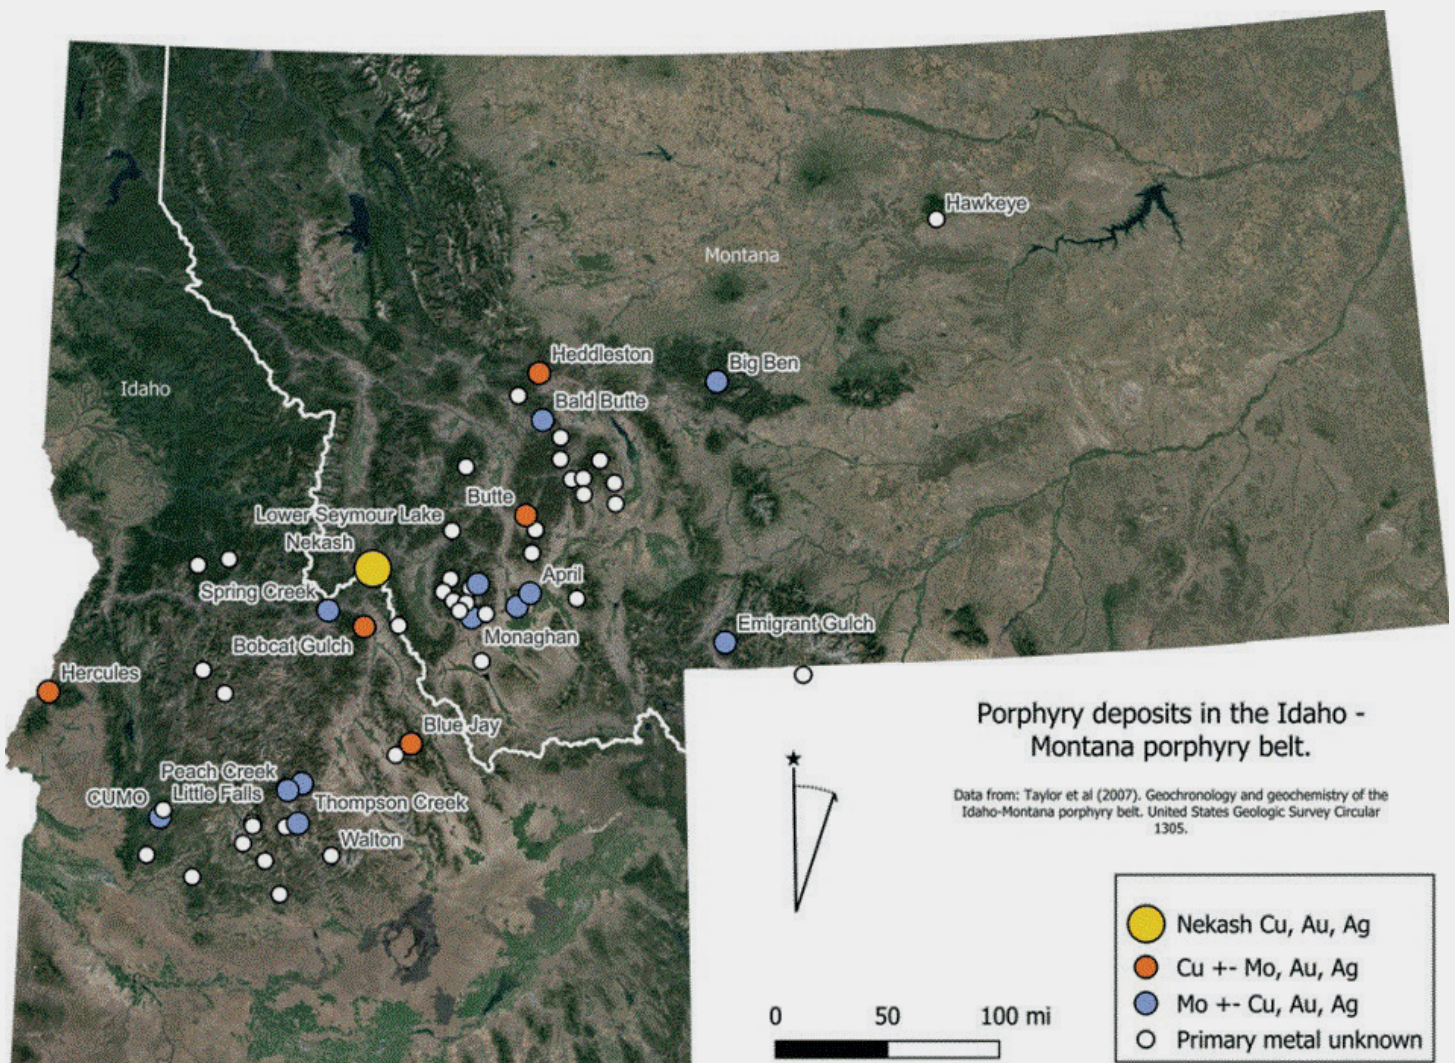 Hawkeye
Montana
Heddleston
Big Ben
Idaho
Bald Butte
Butte
Lower Seymour Lake
Nekash
April
Spring Creek
Emigrant Gulch
Monaghan
Bobcat Gulch
Hercules
Blue Jay
Peach Creek
CUMO
Little Falls
Thompson Creek
Walton
Porphyry deposits in the Idaho -
Montana porphyry belt.
Data from: Taylor et al (2007). Geochronology and geochemistry of the
Idaho-Montana porphyry belt. United States Geologic Survey Circular
1305.
Nekash Cu, Au, Ag
Cu +- Mo, Au, Ag
Mo +- Cu, Au, Ag
Primary metal unknown
0 50 100 mi